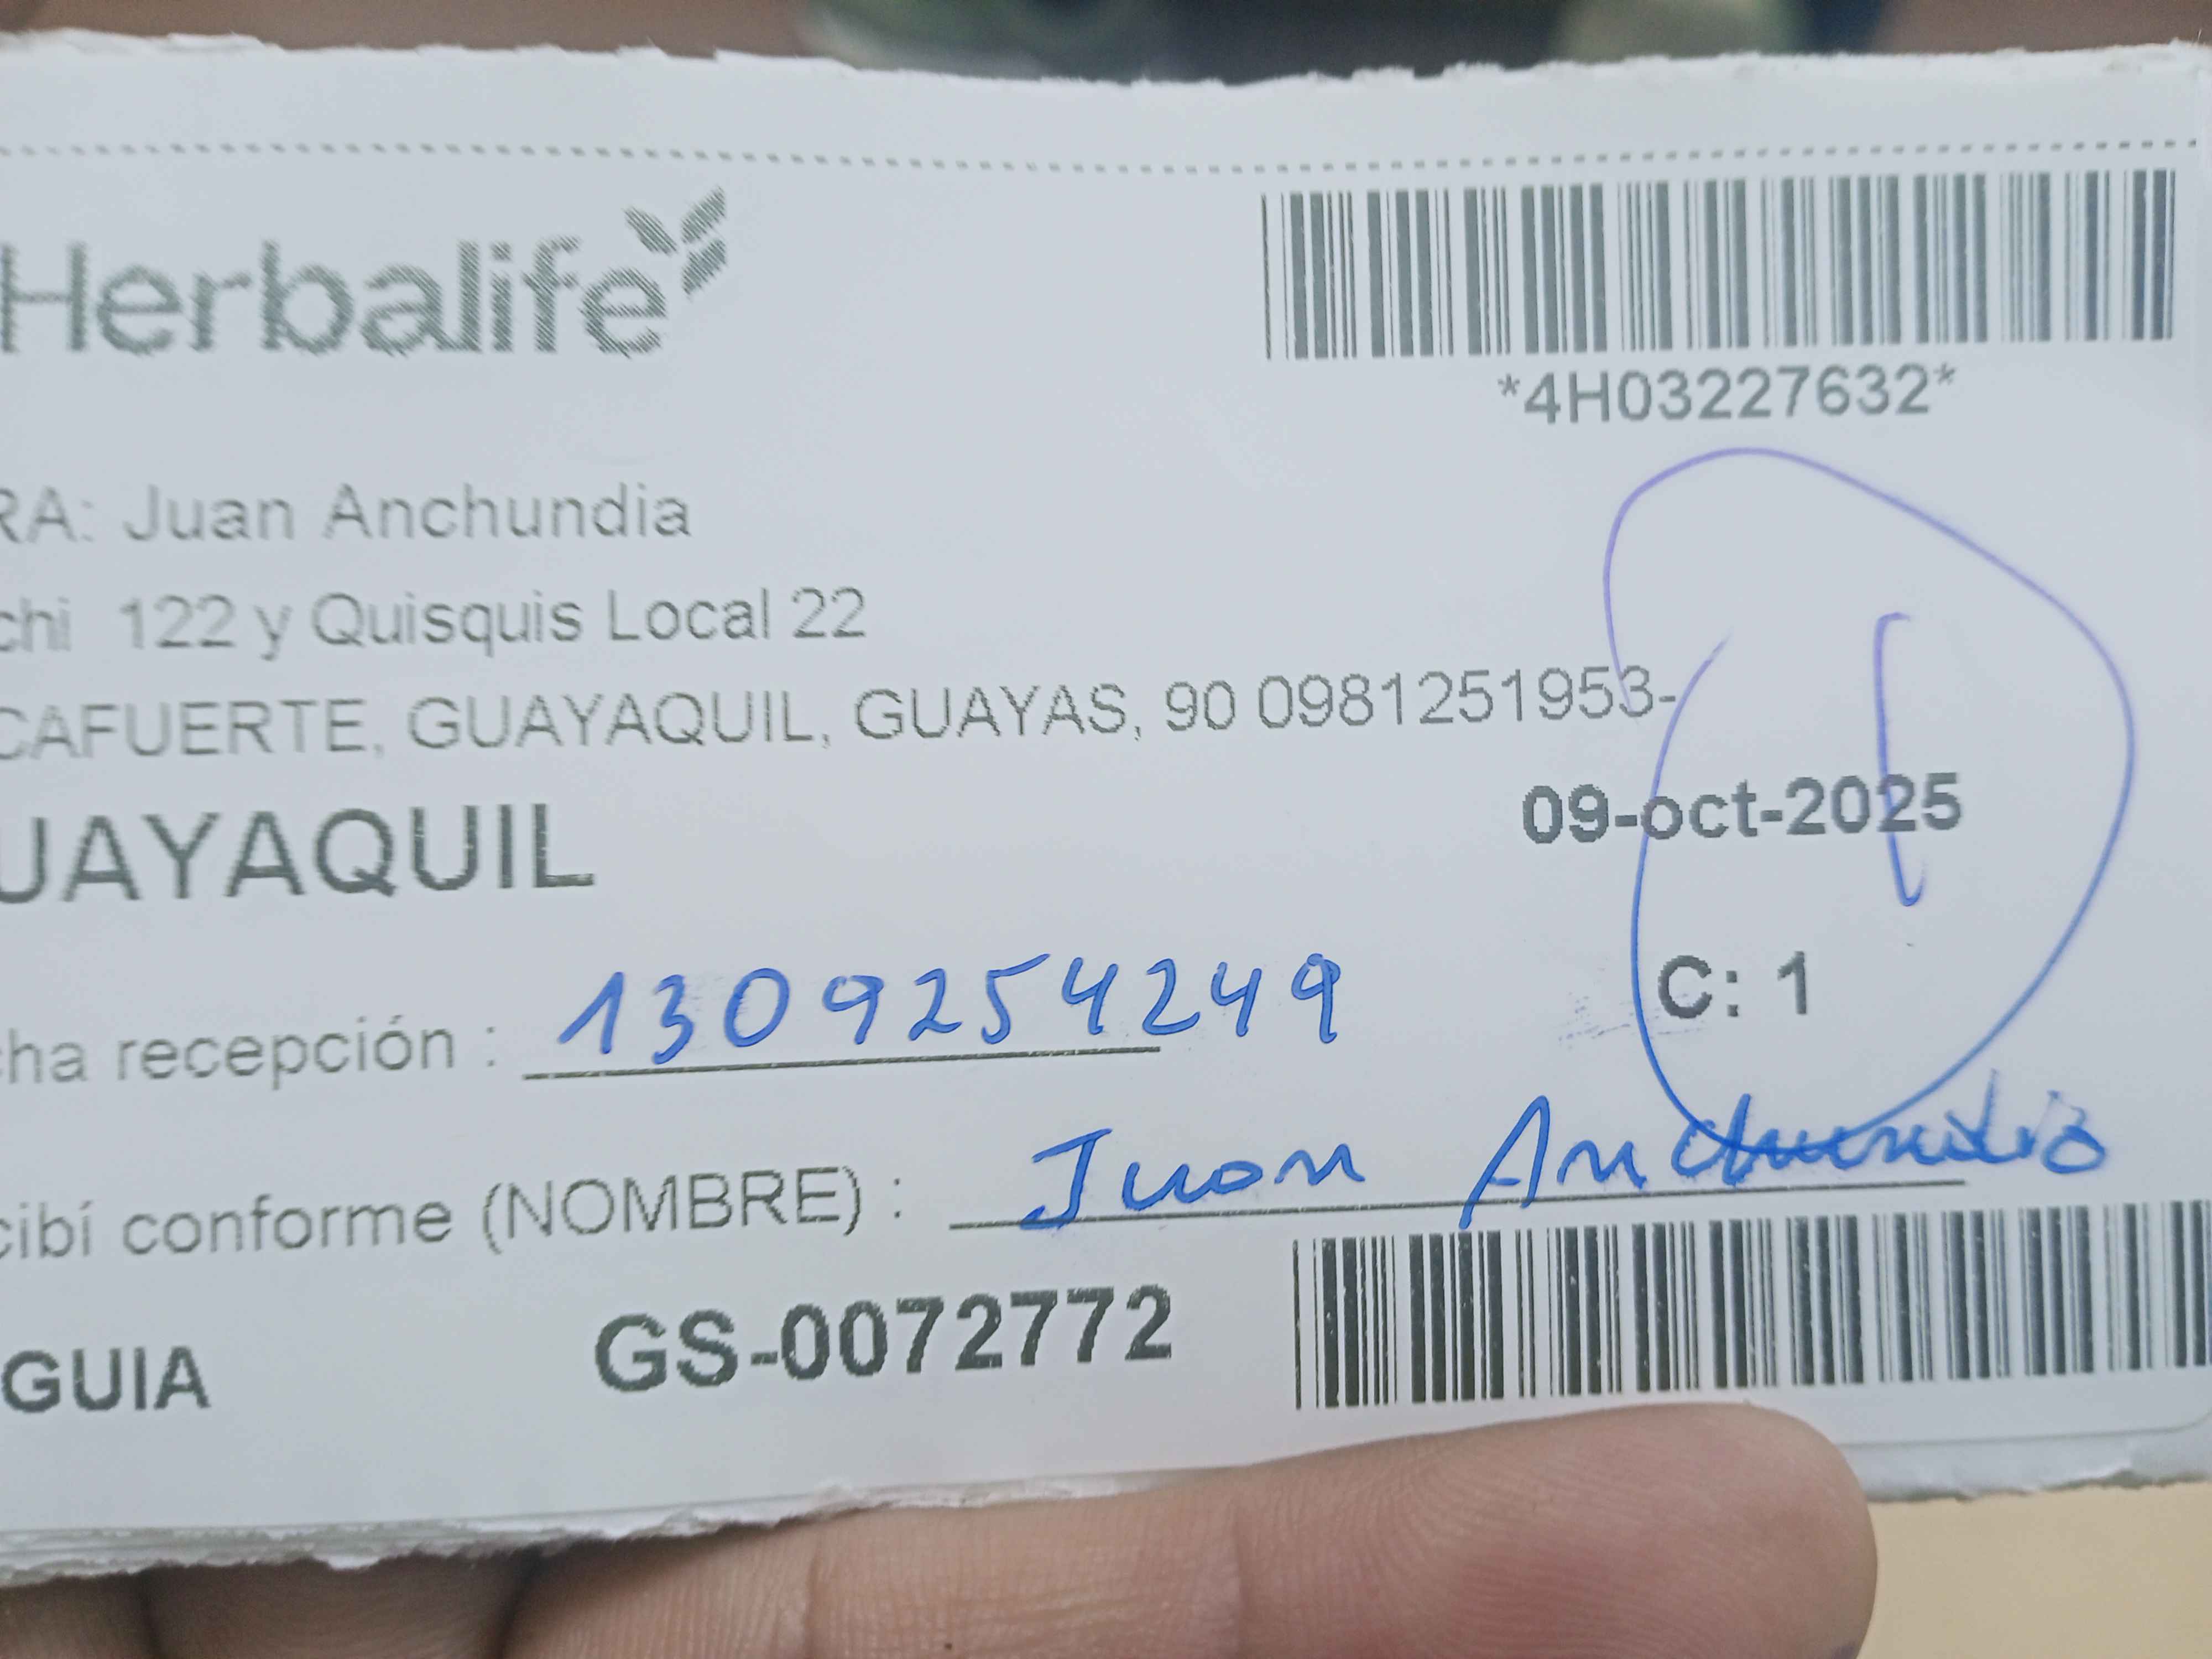 Herbalife
*4H03227632*
RA: Juan Anchundia
chi 122 y Quisquis Local 22
CAFUERTE, GUAYAQUIL, GUAYAS, 90 0981251953-
09-oct-2025
UAYAQUIL
C: 1
cha recepción : 1309254249
cibí conforme (NOMBRE) : Juan Anchundia
GUIA GS-0072772